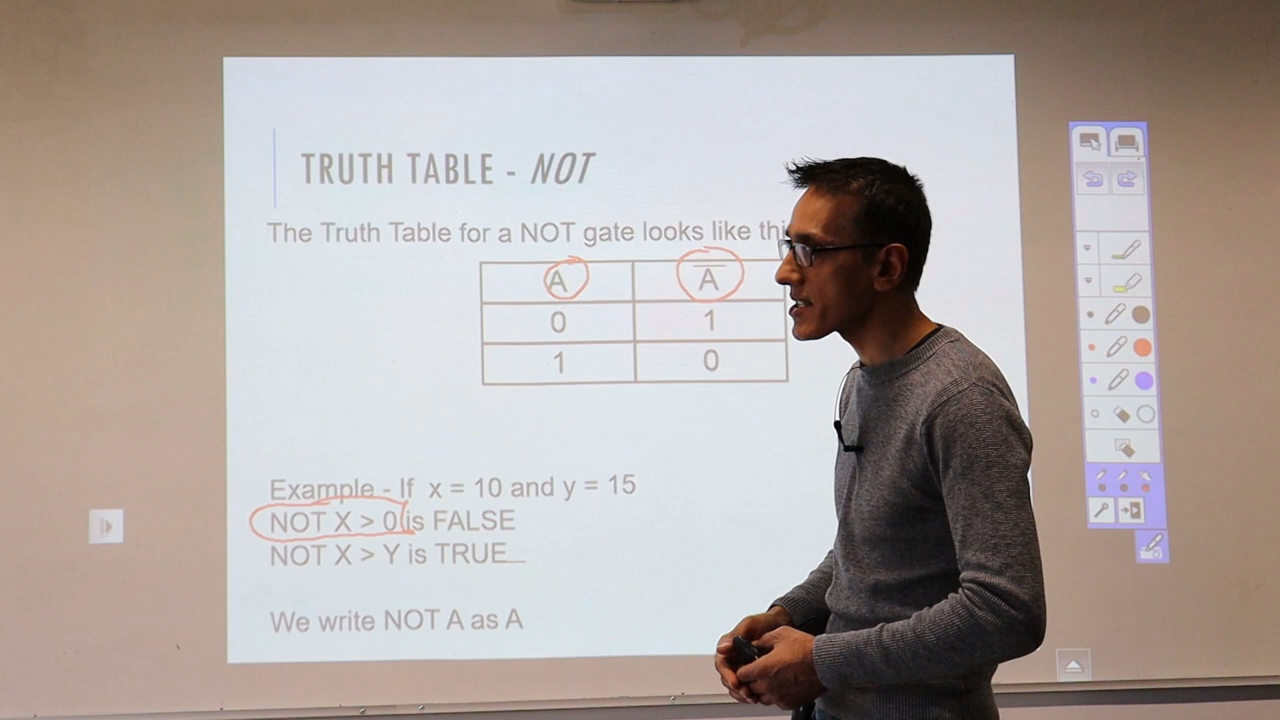 TRUTH TABLE - NOT
The Truth Table for a NOT gate looks like
A A̅
0 1
1 0
Example - If x = 10 and y = 15
NOT X > 0 is FALSE
NOT X > Y is TRUE
We write NOT A as A